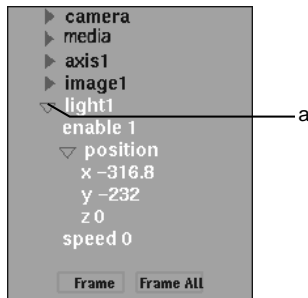 camera
media
axis1
image1
light1
a
enable 1
position
x -316.8
y -232
z 0
speed 0
Frame Frame All